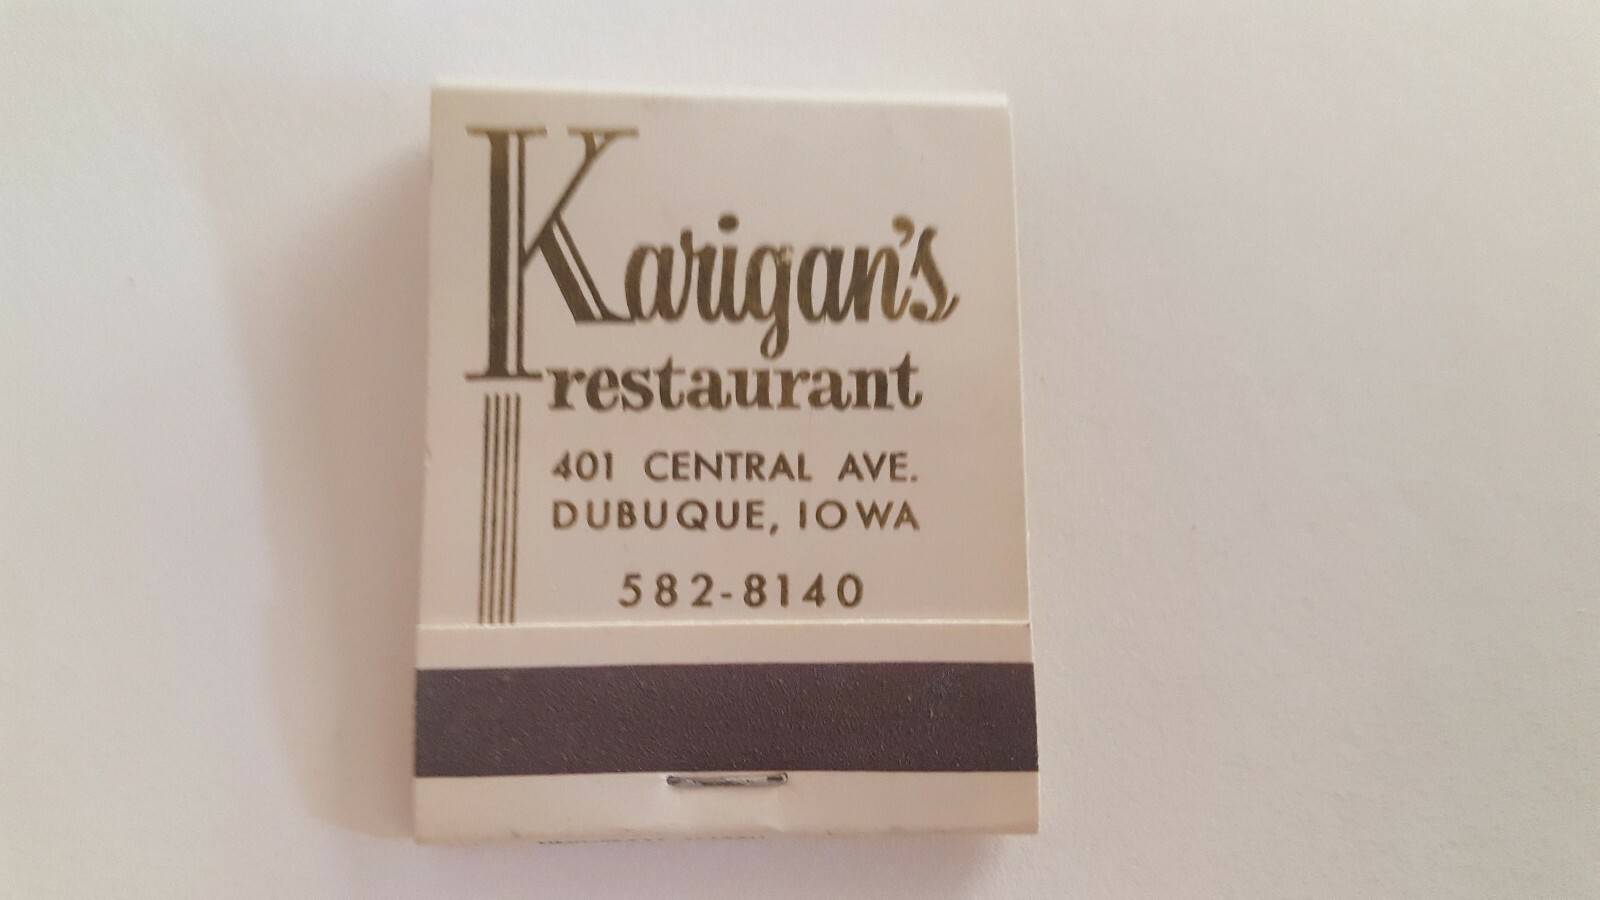 Karigan's
restaurant
401 CENTRAL AVE.
DUBUQUE, IOWA
582-8140